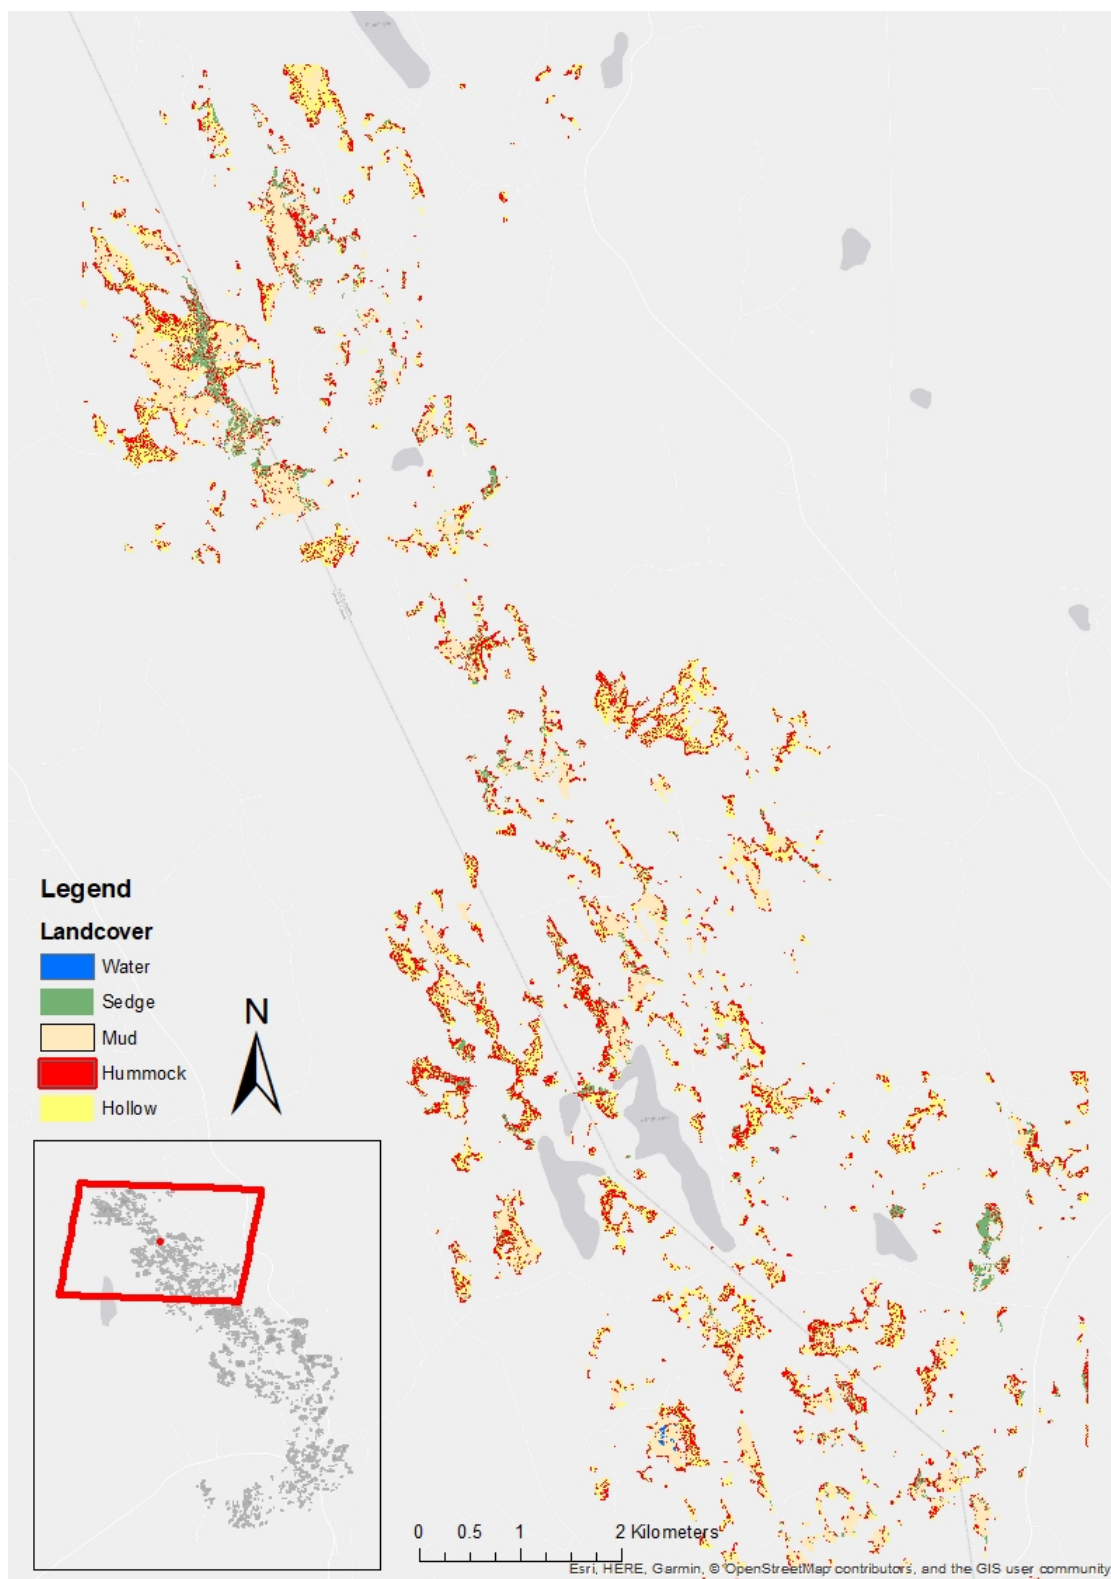 Legend
Landcover
Water
Sedge
Mud
Hummock
Hollow
N
0 0.5 1 2 Kilometers
Esri, HERE, Garmin, © OpenStreetMap contributors, and the GIS user community